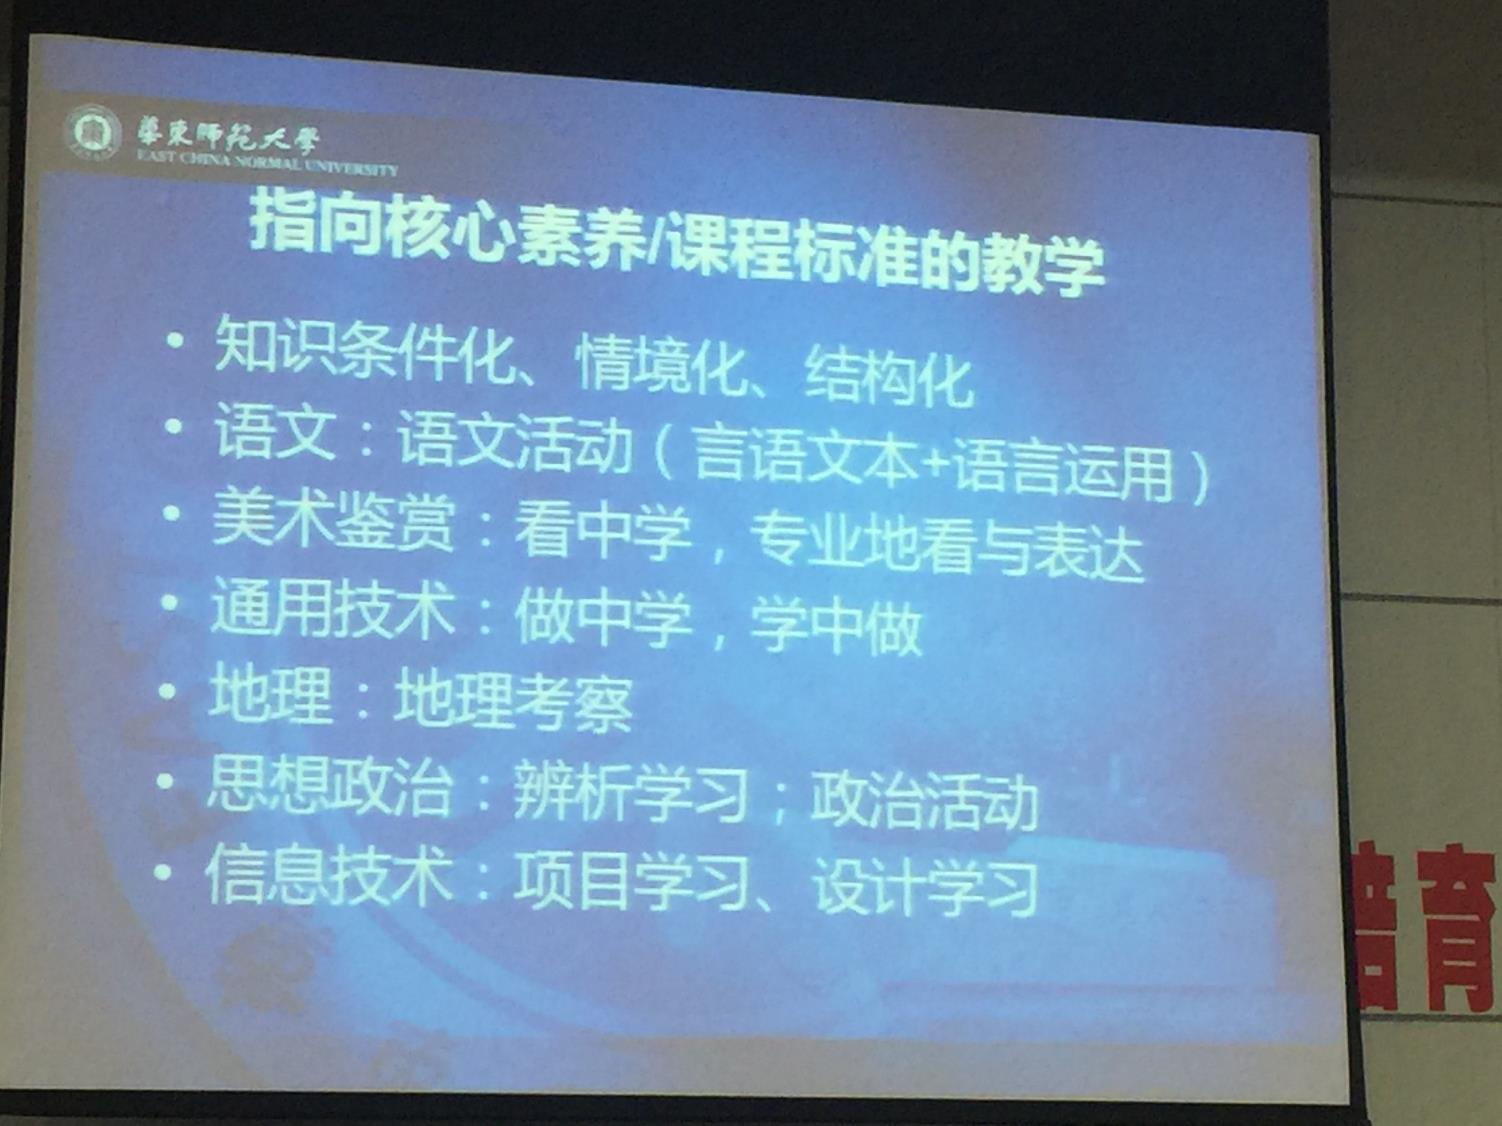 華東師範大學
EAST CHINA NORMAL UNIVERSITY
指向核心素养/课程标准的教学
• 知识条件化、情境化、结构化
• 语文：语文活动（言语文本+语言运用）
• 美术鉴赏：看中学，专业地看与表达
• 通用技术：做中学，学中做
• 地理：地理考察
• 思想政治：辨析学习；政治活动
• 信息技术：项目学习、设计学习
培育